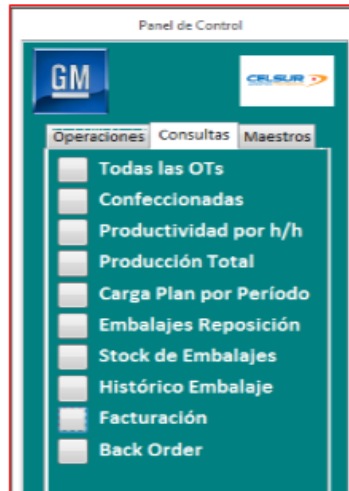 Panel de Control
GM
CELSUR
Operaciones Consultas Maestros
Todas las OTs
Confeccionadas
Productividad por h/h
Producción Total
Carga Plan por Período
Embalajes Reposición
Stock de Embalajes
Histórico Embalaje
Facturación
Back Order